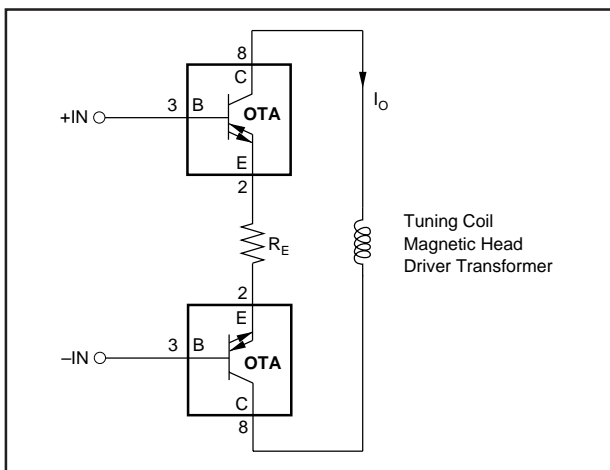 8
C
3 B
OTA
+IN
E
2
I_O
R_E
Tuning Coil
Magnetic Head
Driver Transformer
2
E
3 B
OTA
–IN
C
8